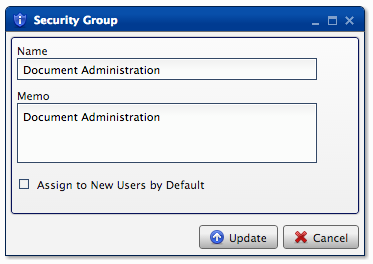 Security Group
Name
Document Administration
Memo
Document Administration
Assign to New Users by Default
Update Cancel